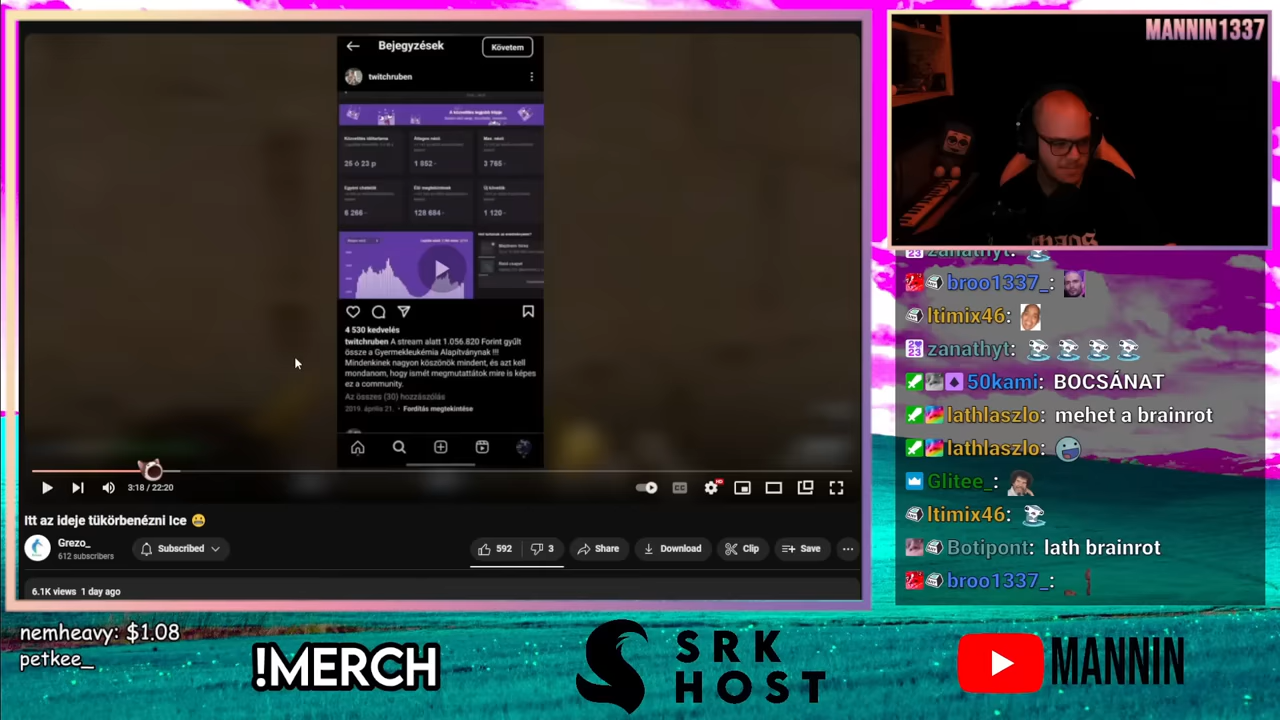 Bejegyzések
Követem
twitchruben
25 ó 23 p
1 852
3 765
6 266
128 684
1 120
4 530 kedvelés
twitchruben A stream alatt 1.056.820 Forint gyűlt
össze a Gyermekleukémia Alapítványnak !!!
Mindenkinek nagyon köszönök mindent, és azt kell
mondanom, hogy ismét megmutattátok mire is képes
ez a community.
Az összes (30) hozzászólás
2019. április 21. · Fordítás megtekintése
3:18 / 22:20
CC
HD
Itt az ideje tükörbenézni Ice
Grezo_
612 subscribers
Subscribed
592
3
Share
Download
Clip
Save
6.1K views 1 day ago
MANNIN1337
zanathyt:
broo1337_:
ltimix46:
zanathyt:
50kami: BOCSÁNAT
lathlaszlo: mehet a brainrot
lathlaszlo:
Glitee_:
ltimix46:
Botipont: lath brainrot
broo1337_:
nemheavy: $1.08
petkee_
!MERCH
SRK
HOST
MANNIN